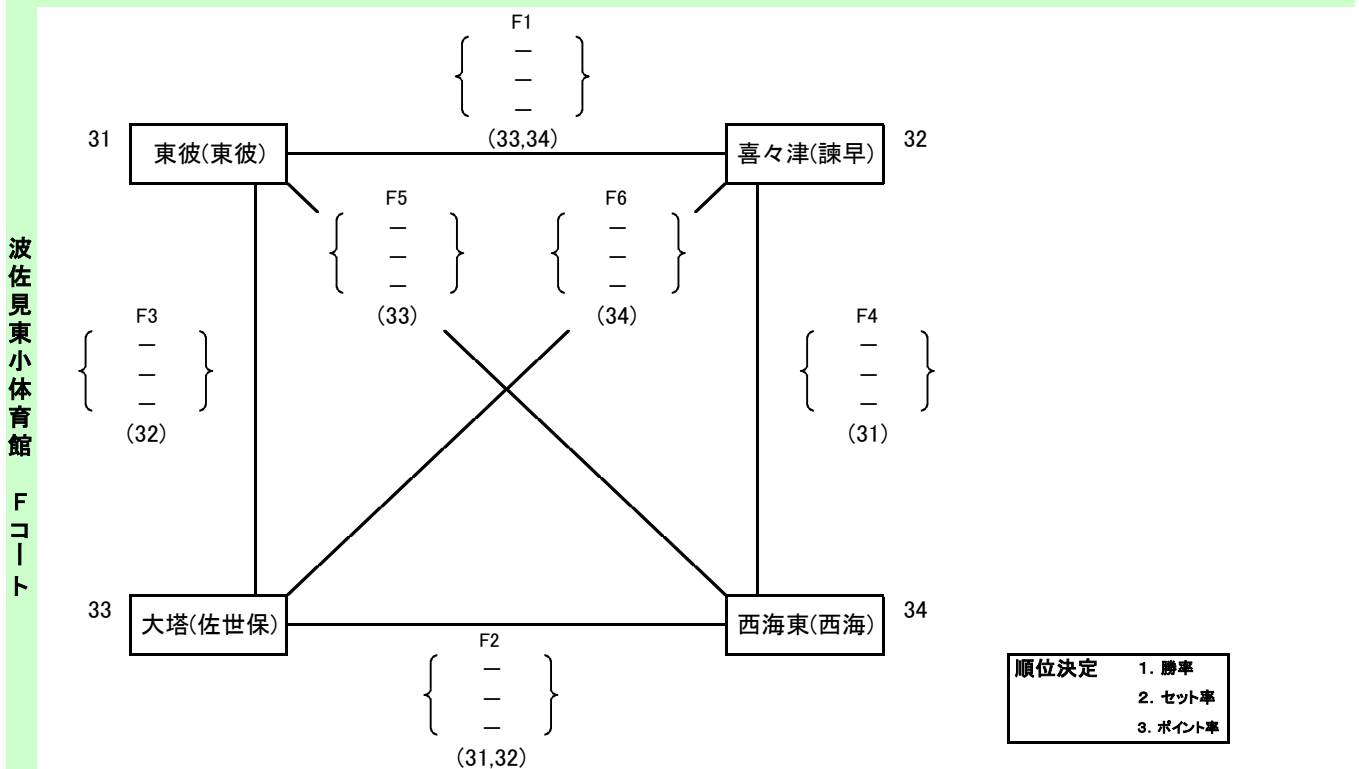 波佐見東小体育館　Fコート
F1
－
－
－
(33,34)
31
東彼(東彼)
喜々津(諫早)
32
F5
－
－
－
(33)
F6
－
－
－
(34)
F3
－
－
－
(32)
F4
－
－
－
(31)
33
大塔(佐世保)
西海東(西海)
34
F2
－
－
－
(31,32)
順位決定　1. 勝率
2. セット率
3. ポイント率